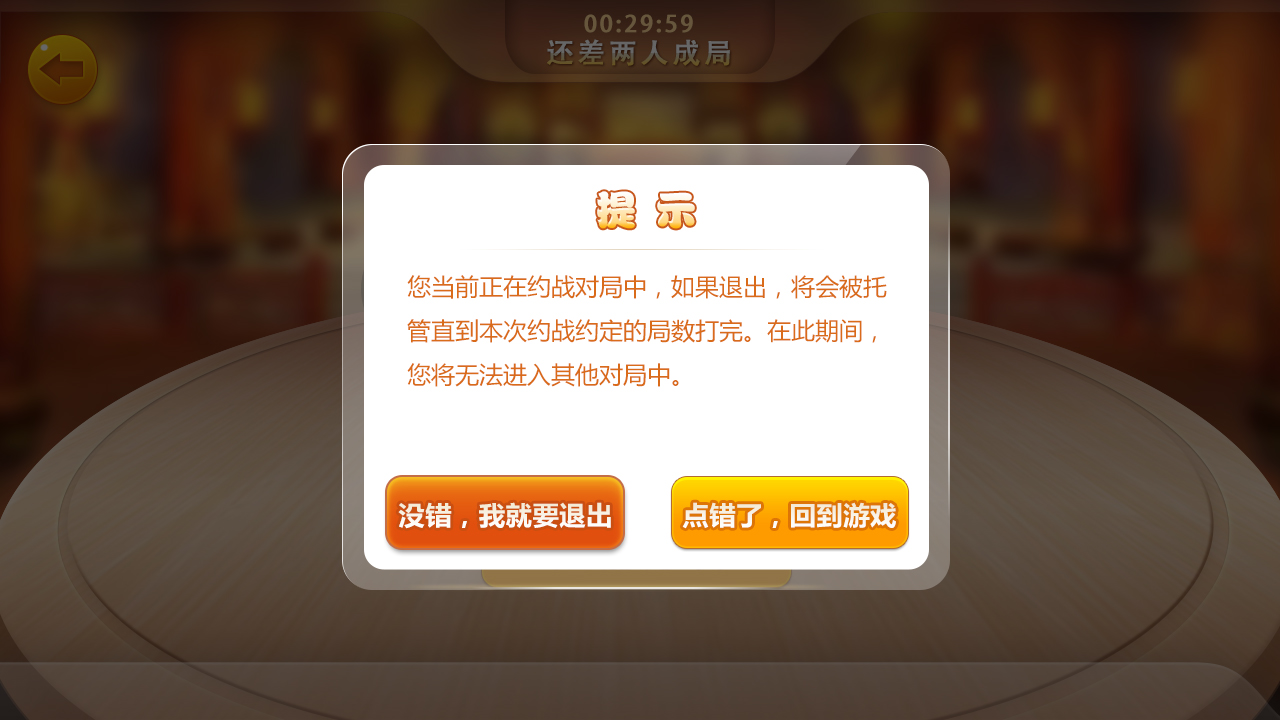 00:29:59
还差两人成局
提示
您当前正在约战对局中，如果退出，将会被托
管直到本次约战约定的局数打完。在此期间，
您将无法进入其他对局中。
没错，我就要退出
点错了，回到游戏